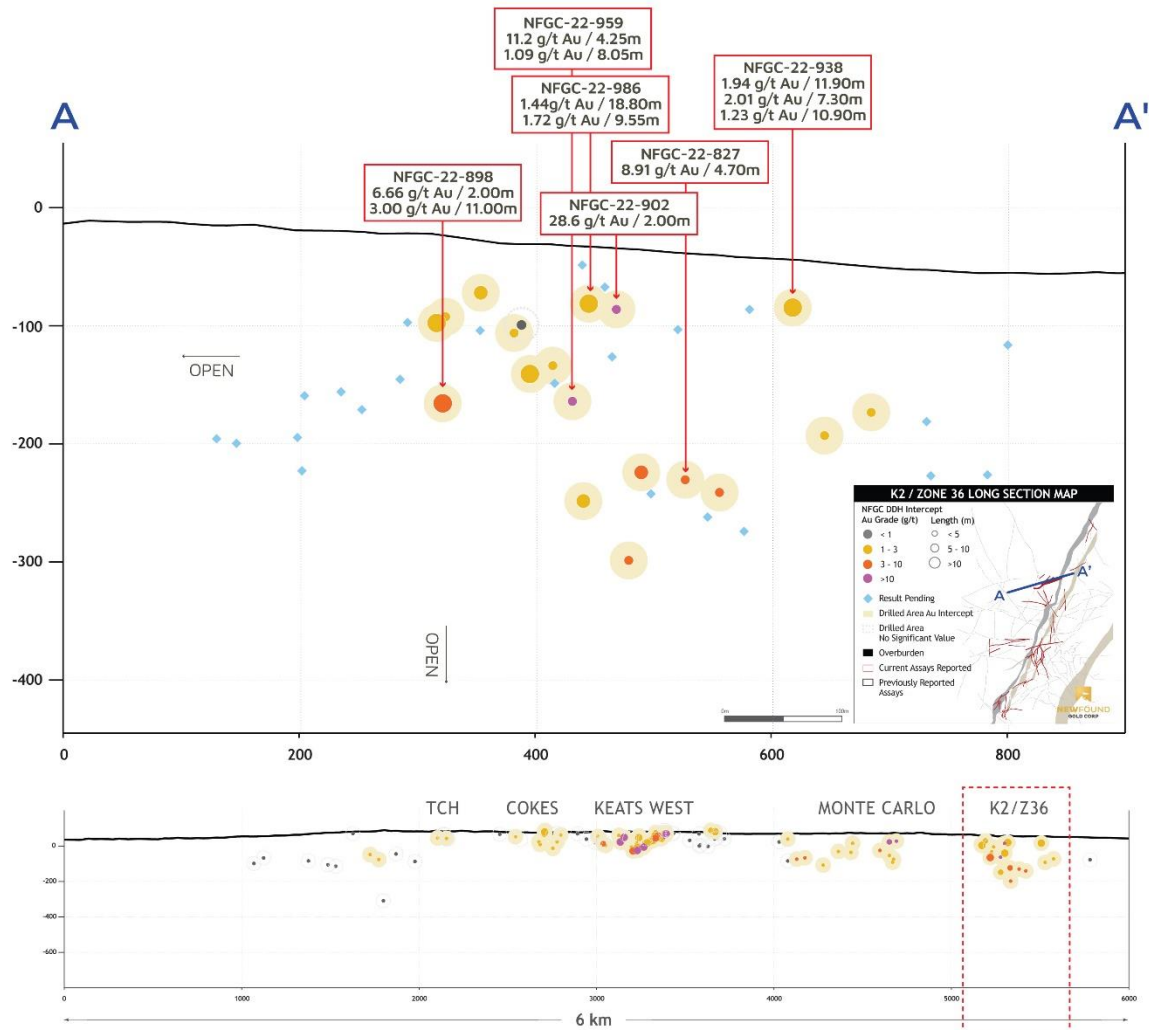 NFGC-22-959
11.2 g/t Au / 4.25m
1.09 g/t Au / 8.05m
NFGC-22-986
1.44g/t Au / 18.80m
1.72 g/t Au / 9.55m
NFGC-22-938
1.94 g/t Au / 11.90m
2.01 g/t Au / 7.30m
1.23 g/t Au / 10.90m
A
A'
NFGC-22-827
8.91 g/t Au / 4.70m
NFGC-22-898
6.66 g/t Au / 2.00m
3.00 g/t Au / 11.00m
NFGC-22-902
28.6 g/t Au / 2.00m
0
-100
OPEN
-200
-300
OPEN
-400
0
200
400
600
800
K2 / ZONE 36 LONG SECTION MAP
NFGC DDH Intercept
Au Grade (g/t)
Length (m)
< 1
< 5
1 - 3
5 - 10
3 - 10
>10
>10
Result Pending
Drilled Area Au Intercept
Drilled Area
No Significant Value
Overburden
Current Assays Reported
Previously Reported
Assays
A
A'
NEWFOUND
GOLD CORP
0m
100m
TCH
COKES
KEATS WEST
MONTE CARLO
K2/Z36
0
-200
-400
-600
0
1000
2000
3000
4000
5000
6000
6 km